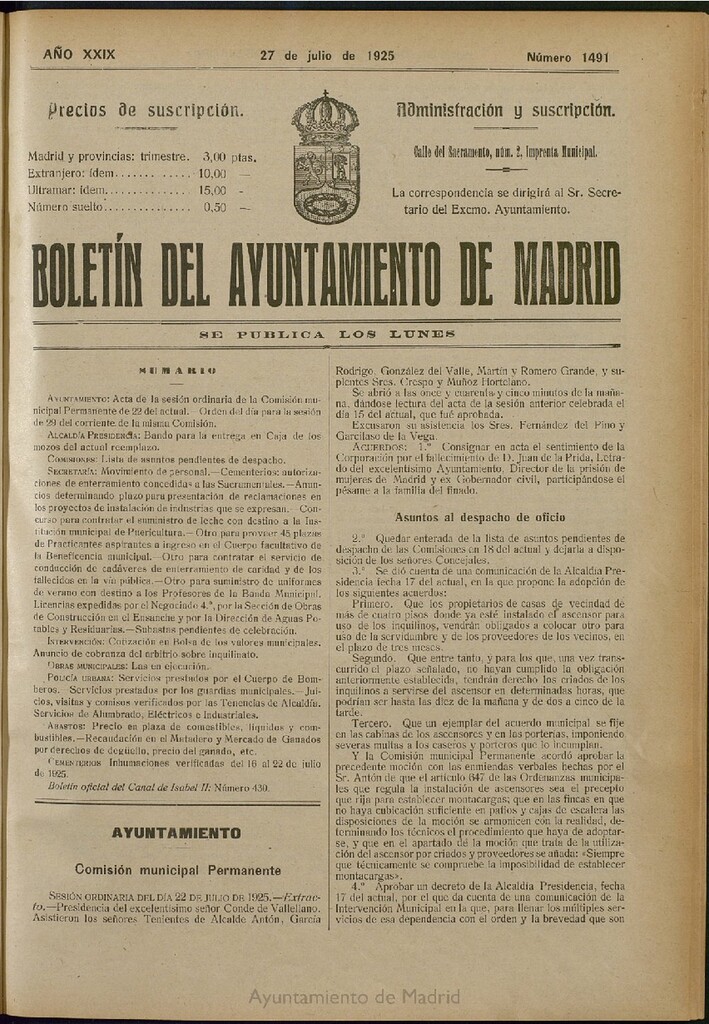 AÑO XXIX 27 de julio de 1925 Número 1491
Precios de suscripción.
Madrid y provincias: trimestre. 3,00 ptas.
Extranjero: ídem............ 10,00 —
Ultramar: ídem.............. 15,00 -
Número suelto............... 0,50 —
Administración y suscripción.
Calle del Sacramento, núm. 2, Imprenta Municipal.
La correspondencia se dirigirá al Sr. Secre-
tario del Excmo. Ayuntamiento.
BOLETÍN DEL AYUNTAMIENTO DE MADRID
SE PUBLICA LOS LUNES
SUMARIO
AYUNTAMIENTO: Acta de la sesión ordinaria de la Comisión mu-
nicipal Permanente de 22 del actual. - Orden del día para la sesión
de 29 del corriente de la misma Comisión.
ALCALDÍA PRESIDENCIA: Bando para la entrega en Caja de los
mozos del actual reemplazo.
COMISIONES: Lista de asuntos pendientes de despacho.
SECRETARÍA: Movimiento de personal.—Cementerios: autoriza-
ciones de enterramiento concedidas a las Sacramentales.—Anun-
cios determinando plazo para presentación de reclamaciones en
los proyectos de instalación de industrias que se expresan.—Con-
curso para contratar el suministro de leche con destino a la Ins-
titución municipal de Puericultura.—Otro para proveer 45 plazas
de Practicantes aspirantes a ingreso en el Cuerpo facultativo de
la Beneficencia municipal.—Otro para contratar el servicio de
conducción de cadáveres de enterramiento de caridad y de los
fallecidos en la vía pública.—Otro para suministro de uniformes
de verano con destino a los Profesores de la Banda Municipal.
Licencias expedidas por el Negociado 4.º, por la Sección de Obras
de Construcción en el Ensanche y por la Dirección de Aguas Po-
tables y Residuarias.—Subastas pendientes de celebración.
INTERVENCIÓN: Cotización en Bolsa de los valores municipales.
Anuncio de cobranza del arbitrio sobre inquilinato.
OBRAS MUNICIPALES: Las en ejecución.
POLICÍA URBANA: Servicios prestados por el Cuerpo de Bom-
beros. Servicios prestados por los guardias municipales.—Jui-
cios, visitas y comisos verificados por las Tenencias de Alcaldía.
Servicios de Alumbrado, Eléctricos e Industriales.
ABASTOS: Precio en plaza de comestibles, líquidos y com-
bustibles.—Recaudación en el Matadero y Mercado de Ganados
por derechos de degüello, precio del ganado, etc.
CEMENTERIOS Inhumaciones verificadas del 16 al 22 de julio
de 1925.
Boletín oficial del Canal de Isabel II: Número 430.
AYUNTAMIENTO
Comisión municipal Permanente
SESIÓN ORDINARIA DEL DÍA 22 DE JULIO DE 1925.—Extrac-
to.—Presidencia del excelentísimo señor Conde de Vallellano.
Asistieron los señores Tenientes de Alcalde Antón, García
Rodrigo, González del Valle, Martín y Romero Grande, y su-
plentes Sres. Crespo y Muñoz Hortelano.
Se abrió a las once y cuarenta y cinco minutos de la maña-
na, dándose lectura del acta de la sesión anterior celebrada el
día 15 del actual, que fué aprobada.
Excusaron su asistencia los Sres. Fernández del Pino y
Garcilaso de la Vega.
ACUERDOS: 1.º Consignar en acta el sentimiento de la
Corporación por el fallecimiento de D. Juan de la Prida, Letra-
do del excelentísimo Ayuntamiento, Director de la prisión de
mujeres de Madrid y ex Gobernador civil, participándose el
pésame a la familia del finado.
Asuntos al despacho de oficio
2.º Quedar enterada de la lista de asuntos pendientes de
despacho de las Comisiones en 18 del actual y dejarla a dispo-
sición de los señores Concejales.
3.º Se dió cuenta de una comunicación de la Alcaldía Pre-
sidencia fecha 17 del actual, en la que propone la adopción de
los siguientes acuerdos:
Primero. Que los propietarios de casas de vecindad de
más de cuatro pisos donde ya esté instalado el ascensor para
uso de los inquilinos, vendrán obligados a colocar otro para
uso de la servidumbre y de los proveedores de los vecinos, en
el plazo de tres meses.
Segundo. Que entre tanto, y para los que, una vez trans-
currido el plazo señalado, no hayan cumplido la obligación
anteriormente establecida, tendrán derecho los criados de los
inquilinos a servirse del ascensor en determinadas horas, que
podrían ser hasta las diez de la mañana y de dos a cinco de la
tarde.
Tercero. Que un ejemplar del acuerdo municipal se fije
en las cabinas de los ascensores y en las porterías, imponiendo
severas multas a los caseros y porteros que lo incumplan.
Y la Comisión municipal Permanente acordó aprobar la
precedente moción con las enmiendas verbales hechas por el
Sr. Antón de que el artículo 647 de las Ordenanzas municipa-
les que regula la instalación de ascensores sea el precepto
que rija para establecer montacargas; que en las fincas en que
no haya cubicación suficiente en patios y cajas de escalera las
disposiciones de la moción se armonicen con la realidad, de-
terminando los técnicos el procedimiento que haya de adoptar-
se, y que en el apartado de la moción que trata de la utiliza-
ción del ascensor por criados y proveedores se añada: «Siempre
que técnicamente se compruebe la imposibilidad de establecer
montacargas».
4.º Aprobar un decreto de la Alcaldía Presidencia, fecha
17 del actual, por el que da cuenta de una comunicación de la
Intervención Municipal en la que, para llenar los múltiples ser-
vicios de esa dependencia con el orden y la brevedad que son
Ayuntamiento de Madrid